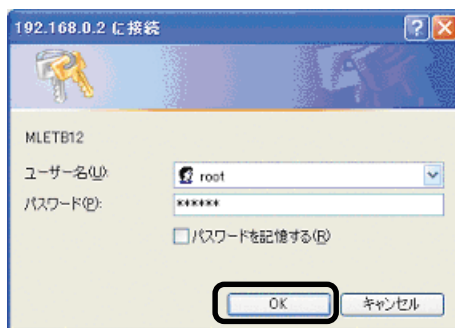 192.168.0.2 に接続
MLETB12
ユーザー名(U):
root
パスワード(P):
******
パスワードを記憶する(R)
OK
キャンセル